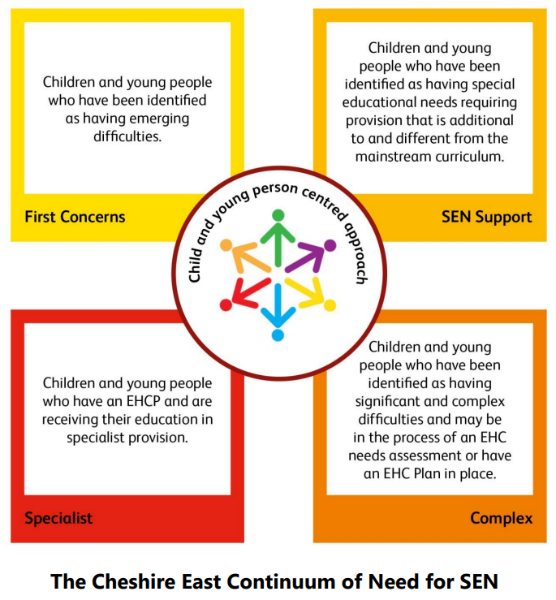 Children and young people
who have been identified
as having emerging
difficulties.
First Concerns
Children and young
people who have been
identified as having special
educational needs requiring
provision that is additional
to and different from the
mainstream curriculum.
SEN Support
Child and young person centred approach
Children and young people
who have an EHCP and are
receiving their education in
specialist provision.
Specialist
Children and young
people who have been
identified as having
significant and complex
difficulties and may be
in the process of an EHC
needs assessment or have
an EHC Plan in place.
Complex
The Cheshire East Continuum of Need for SEN